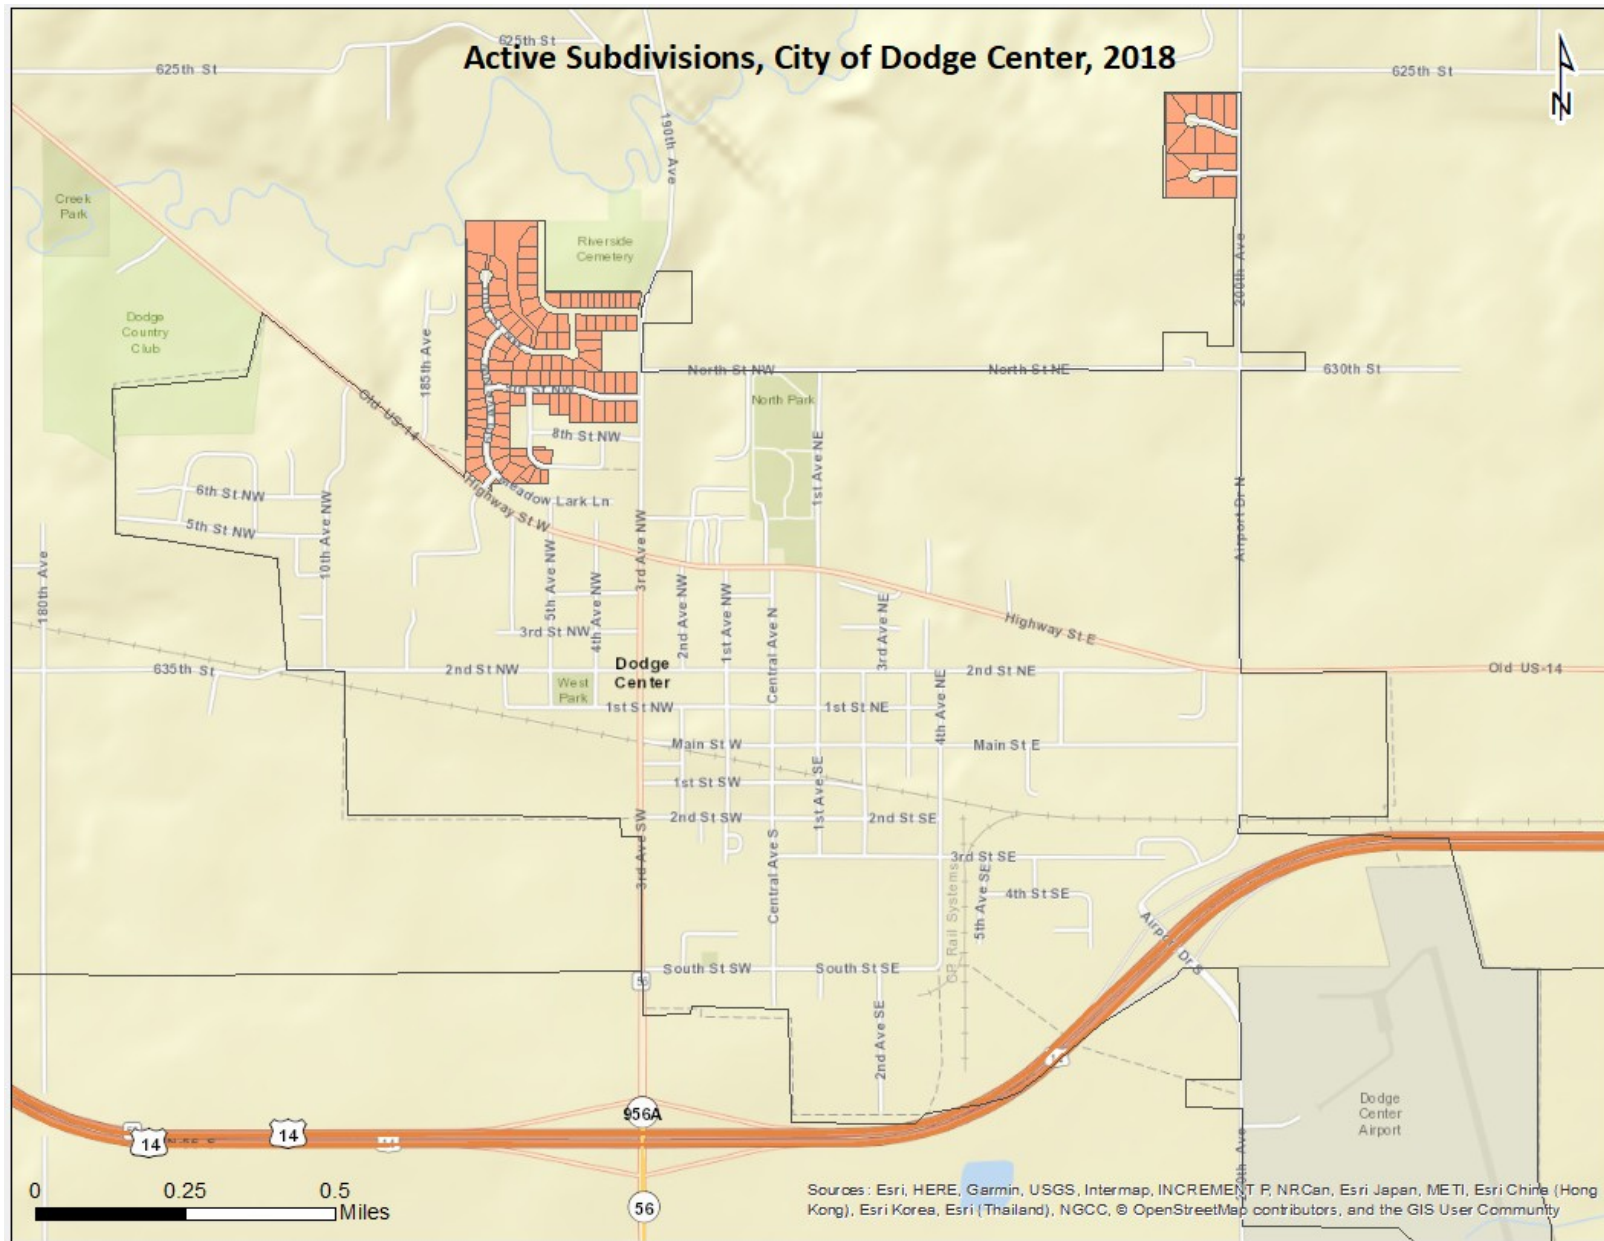 Active Subdivisions, City of Dodge Center, 2018
625th St
625th St
625th St
N
190th Ave
Creek
Park
Riverside
Cemetery
200th Ave
Dodge
Country
Club
185th Ave
North St NW
North St NE
630th St
Old US-14
North Park
8th St NW
1st Ave NE
6th St NW
Meadow Lark Ln
Highway St W
5th St NW
10th Ave NW
3rd Ave NW
Airport Dr N
180th Ave
5th Ave NW
4th Ave NW
2nd Ave NW
1st Ave NW
Central Ave N
3rd Ave NE
Highway St E
3rd St NW
635th St
2nd St NW
Dodge
Center
2nd St NE
Old US-14
West
Park
1st St NW
1st St NE
4th Ave NE
Main St W
Main St E
1st St SW
1st Ave SE
2nd St SW
2nd St SE
3rd Ave SW
Central Ave S
3rd St SE
5th Ave SE
4th St SE
GP Rail Systems
Airport Dr S
South St SW
South St SE
56
2nd Ave SE
14
956A
Dodge
Center
Airport
14
14
14
0 0.25 0.5
Miles
56
Sources: Esri, HERE, Garmin, USGS, Intermap, INCREMENT P, NRCan, Esri Japan, METI, Esri China (Hong
Kong), Esri Korea, Esri (Thailand), NGCC, © OpenStreetMap contributors, and the GIS User Community